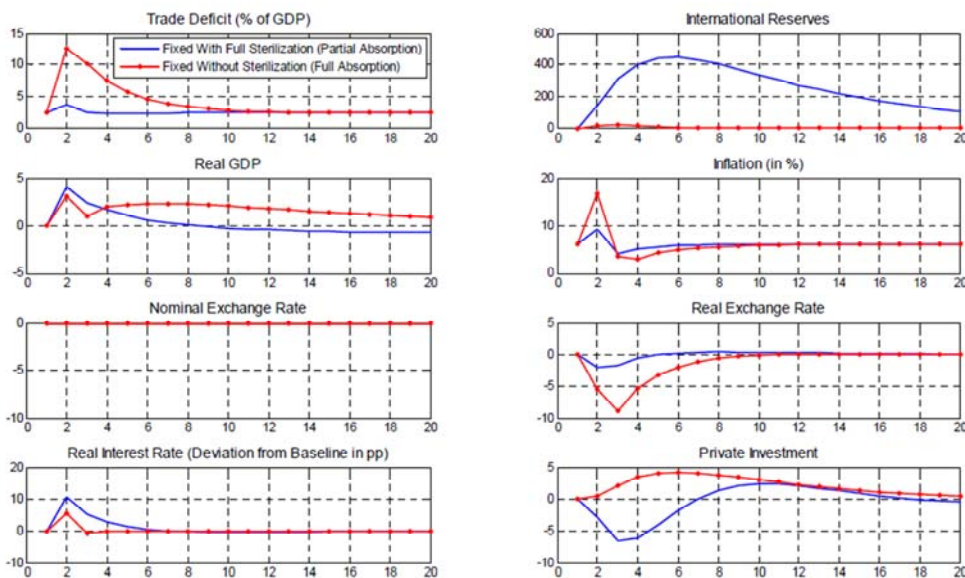 Trade Deficit (% of GDP)
15
10
5
0
0 2 4 6 8 10 12 14 16 18 20
Fixed With Full Sterilization (Partial Absorption)
Fixed Without Sterilization (Full Absorption)
International Reserves
600
400
200
0
0 2 4 6 8 10 12 14 16 18 20
Real GDP
5
0
-5
0 2 4 6 8 10 12 14 16 18 20
Inflation (in %)
20
10
0
0 2 4 6 8 10 12 14 16 18 20
Nominal Exchange Rate
0
-5
-10
0 2 4 6 8 10 12 14 16 18 20
Real Exchange Rate
5
0
-5
-10
0 2 4 6 8 10 12 14 16 18 20
Real Interest Rate (Deviation from Baseline in pp)
20
10
0
-10
0 2 4 6 8 10 12 14 16 18 20
Private Investment
5
0
-5
-10
0 2 4 6 8 10 12 14 16 18 20